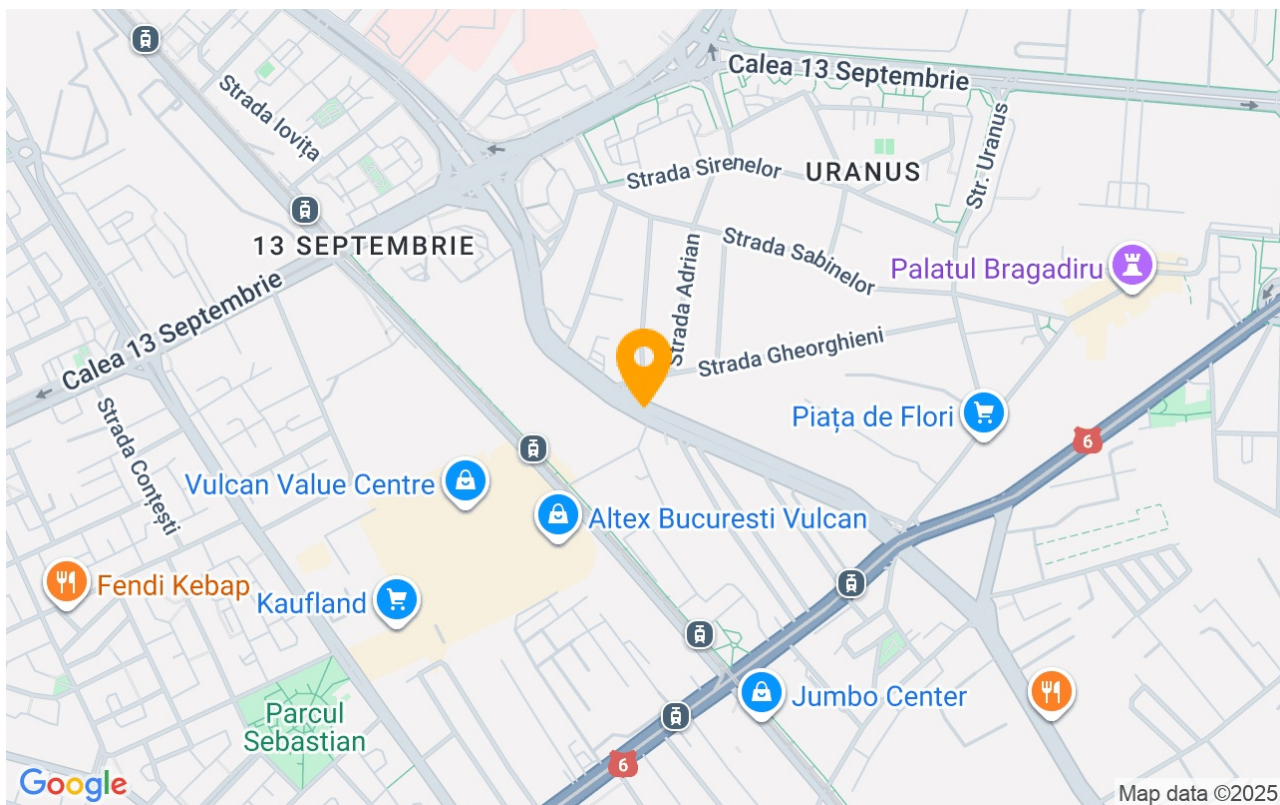 Calea 13 Septembrie
Strada Iovița
Strada Sirenelor
URANUS
Str. Uranus
13 SEPTEMBRIE
Strada Sabinelor
Palatul Bragadiru
Strada Adrian
Calea 13 Septembrie
Strada Gheorghieni
Piața de Flori
6
Strada Conțești
Vulcan Value Centre
Altex Bucuresti Vulcan
Fendi Kebap
Kaufland
Jumbo Center
Parcul
Sebastian
6
Google
Map data ©2025